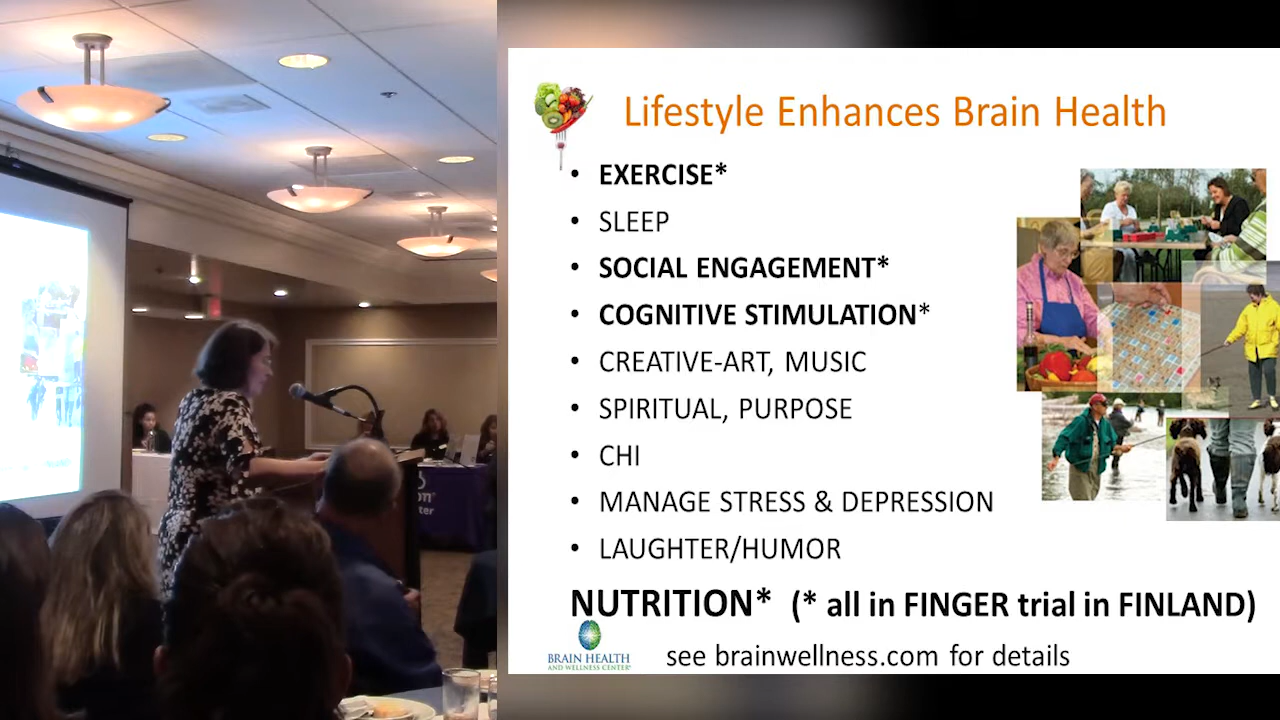 Lifestyle Enhances Brain Health
• EXERCISE*
• SLEEP
• SOCIAL ENGAGEMENT*
• COGNITIVE STIMULATION*
• CREATIVE-ART, MUSIC
• SPIRITUAL, PURPOSE
• CHI
• MANAGE STRESS & DEPRESSION
• LAUGHTER/HUMOR
NUTRITION* (* all in FINGER trial in FINLAND)
BRAIN HEALTH
AND WELLNESS CENTER®
see brainwellness.com for details